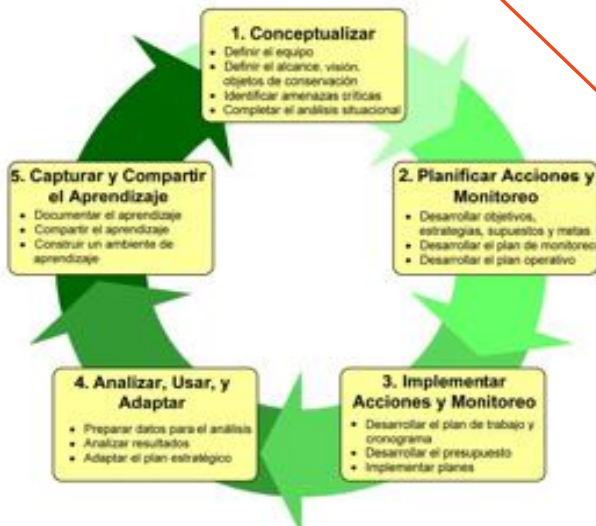 1. Conceptualizar
• Definir el equipo
• Definir el alcance, visión,
objetos de conservación
• Identificar amenazas críticas
• Completar el análisis situacional
2. Planificar Acciones y
Monitoreo
• Desarrollar objetivos,
estrategias, supuestos y metas
• Desarrollar el plan de monitoreo
• Desarrollar el plan operativo
3. Implementar
Acciones y Monitoreo
• Desarrollar el plan de trabajo y
cronograma
• Desarrollar el presupuesto
• Implementar planes
4. Analizar, Usar, y
Adaptar
• Preparar datos para el análisis
• Analizar resultados
• Adaptar el plan estratégico
5. Capturar y Compartir
el Aprendizaje
• Documentar el aprendizaje
• Compartir el aprendizaje
• Construir un ambiente de
aprendizaje